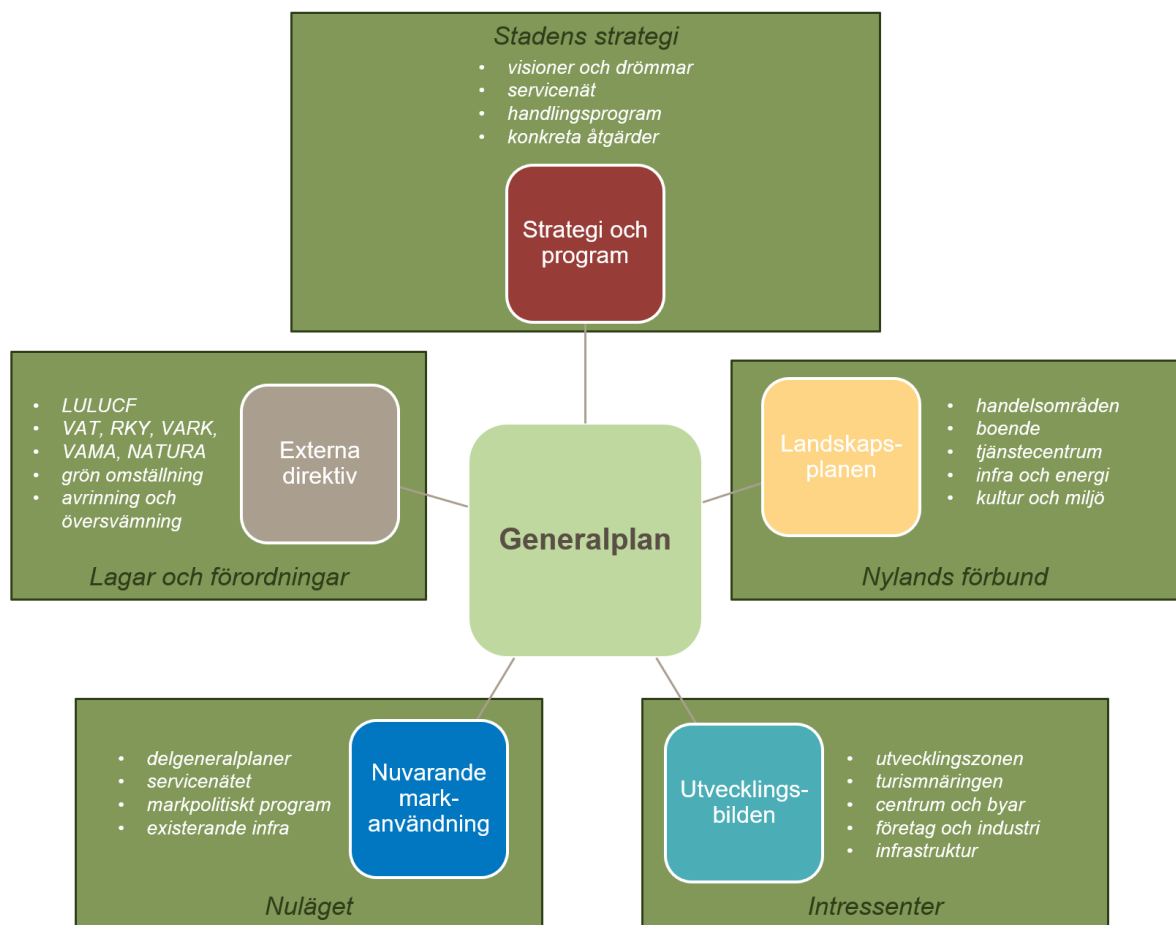 Stadens strategi
• visioner och drömmar
• servicenät
• handlingsprogram
• konkreta åtgärder
Strategi och
program
• LULUCF
• VAT, RKY, VARK,
• VAMA, NATURA
• grön omställning
• avrinning och
översvämning
Externa
direktiv
Lagar och förordningar
Landskaps-
planen
• handelsområden
• boende
• tjänstecentrum
• infra och energi
• kultur och miljö
Nylands förbund
Generalplan
• delgeneralplaner
• servicenätet
• markpolitiskt program
• existerande infra
Nuvarande
mark-
användning
Nuläget
Utvecklings-
bilden
• utvecklingszonen
• turismnäringen
• centrum och byar
• företag och industri
• infrastruktur
Intressenter